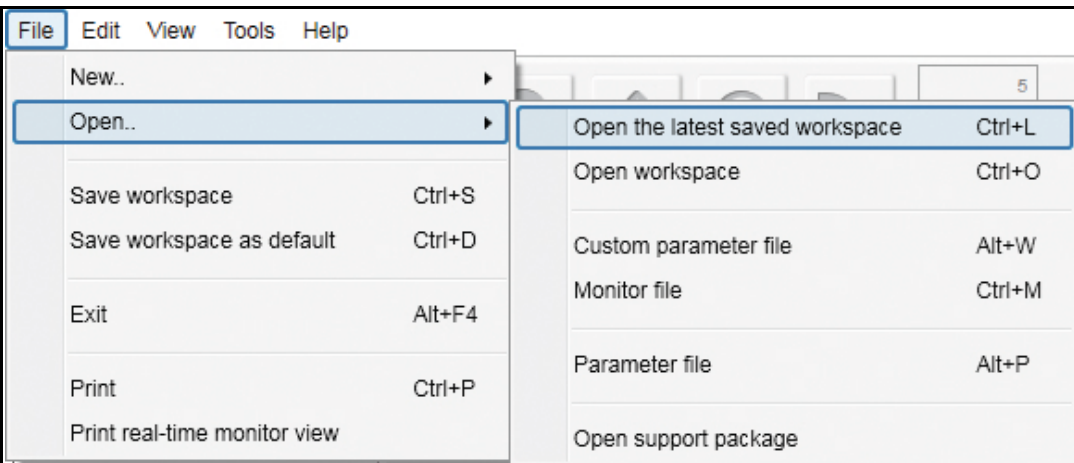 File Edit View Tools Help
5
New..
Open..
Save workspace Ctrl+S
Save workspace as default Ctrl+D
Exit Alt+F4
Print Ctrl+P
Print real-time monitor view
Open the latest saved workspace Ctrl+L
Open workspace Ctrl+O
Custom parameter file Alt+W
Monitor file Ctrl+M
Parameter file Alt+P
Open support package